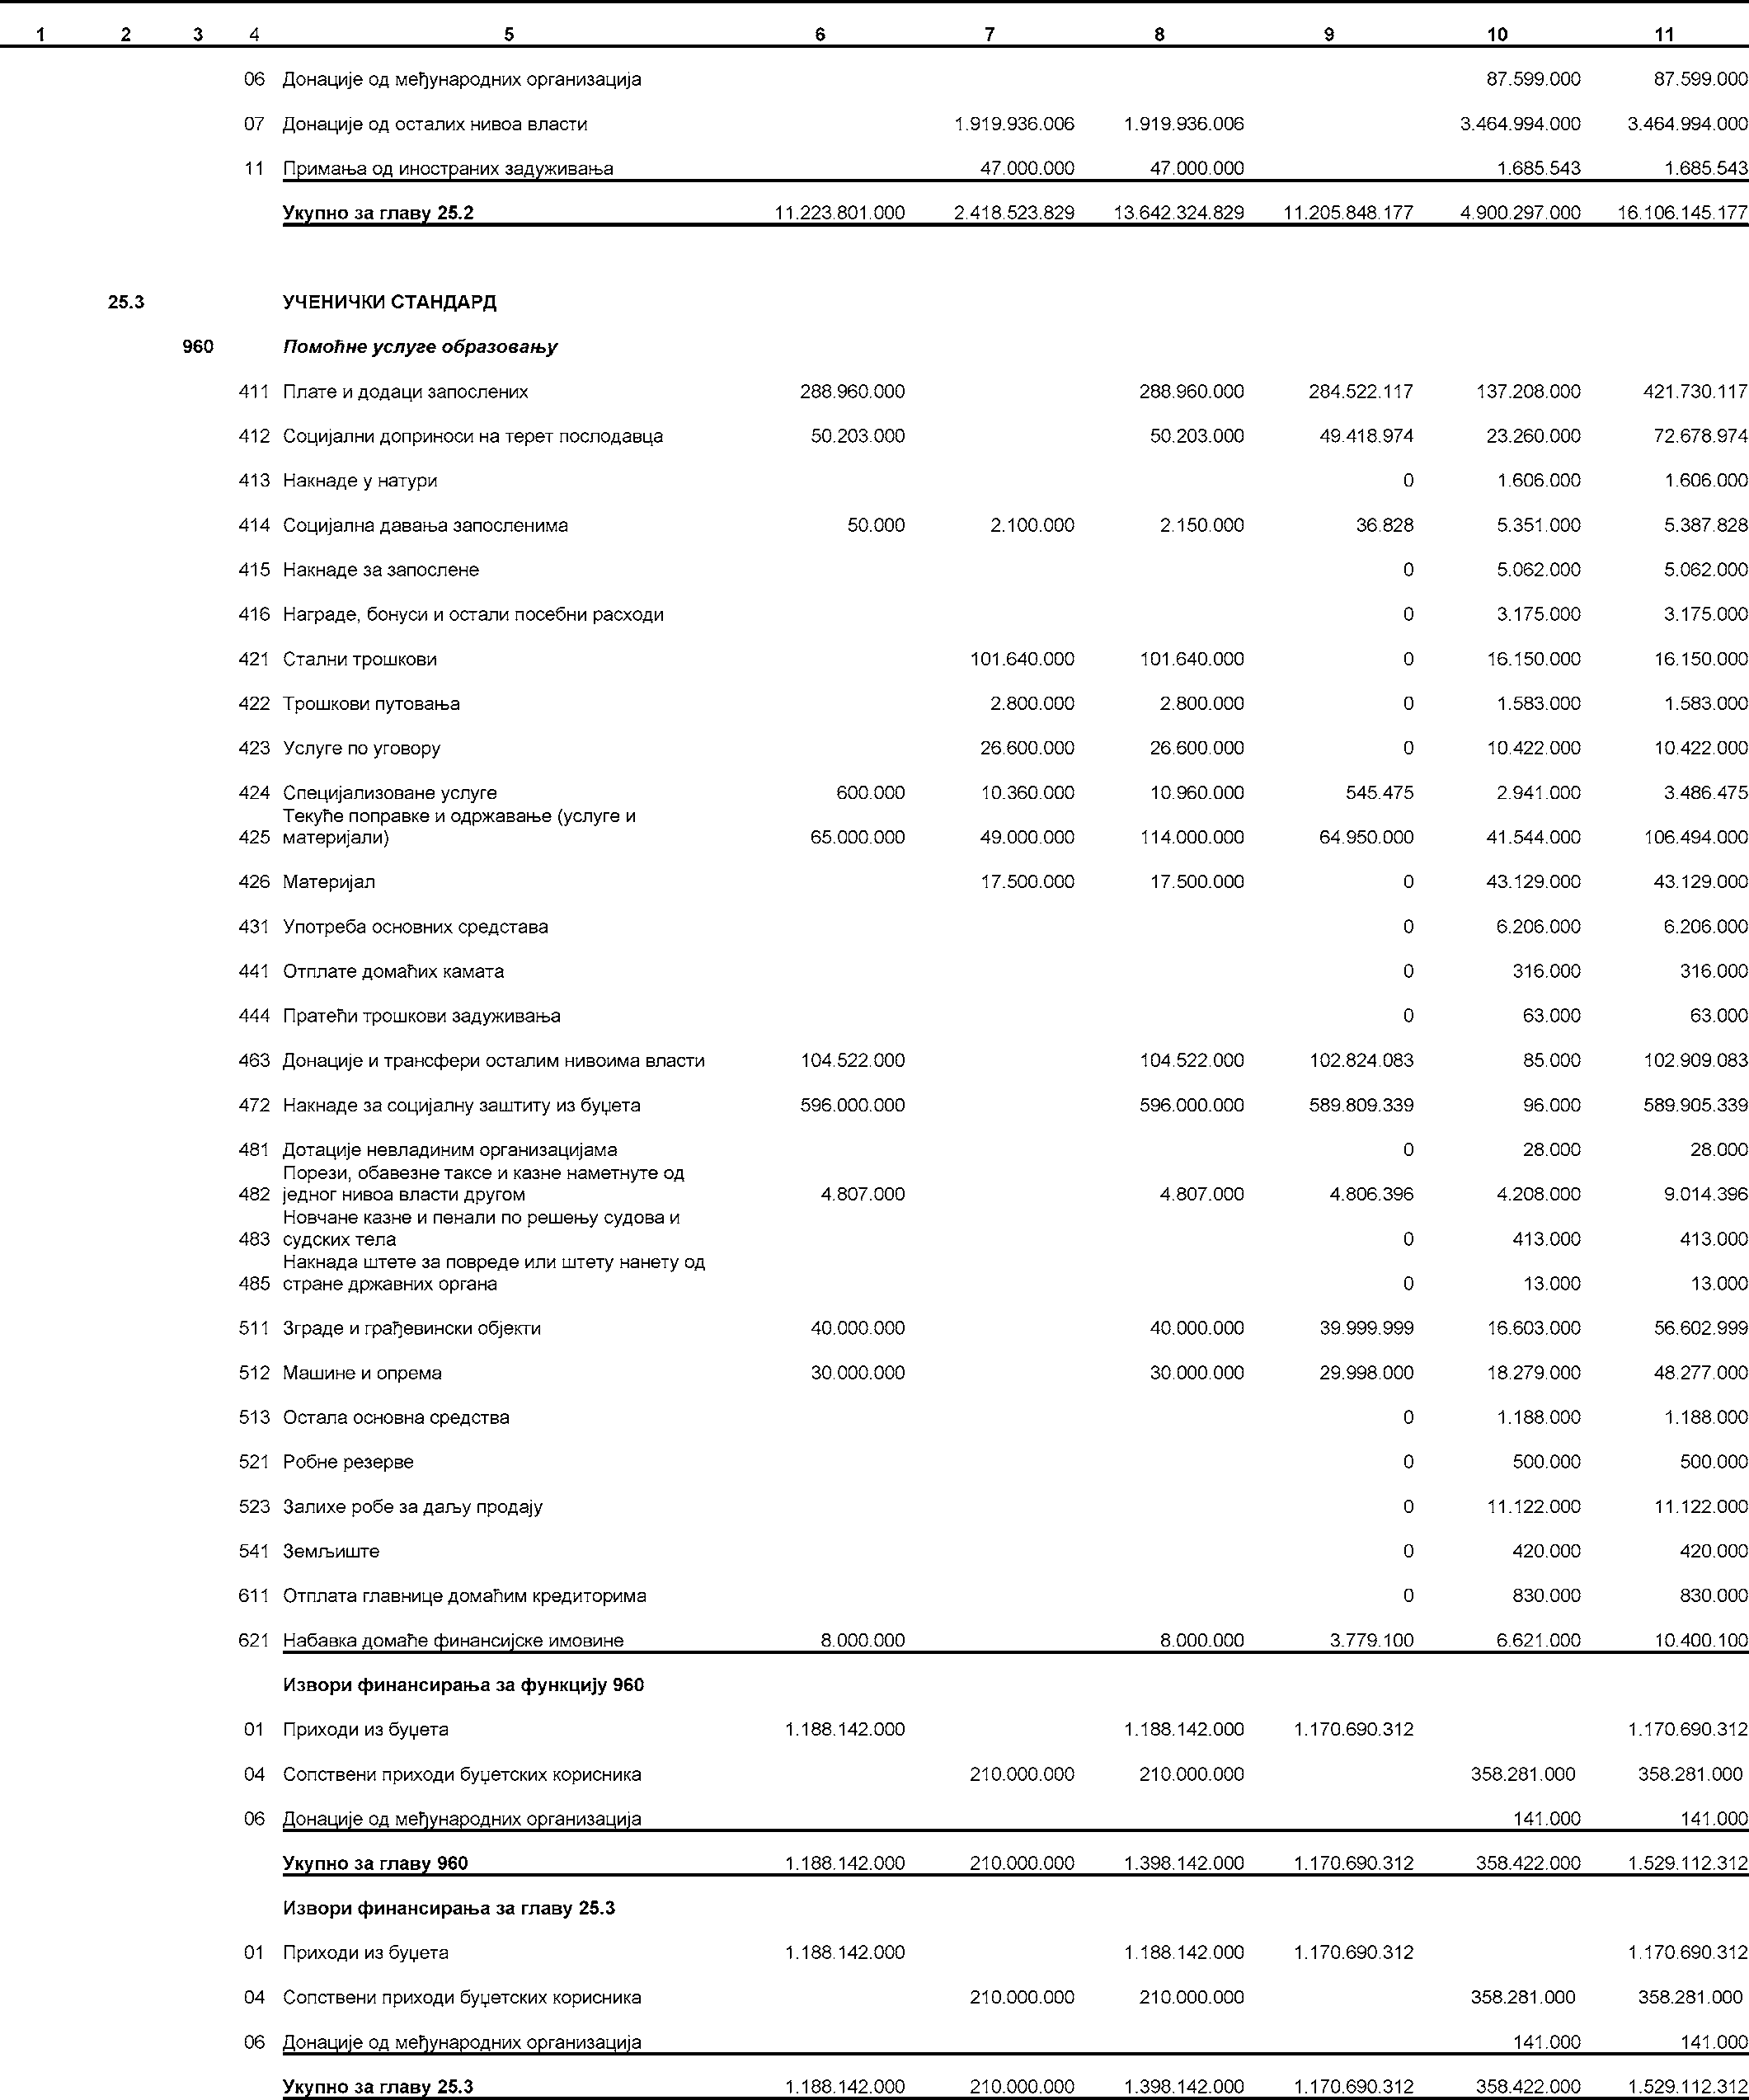 1 2 3 4 5 6 7 8 9 10 11
06 Донације од међународних организација 87.599.000 87.599.000
07 Донације од осталих нивоа власти 1.919.936.006 1.919.936.006 3.464.994.000 3.464.994.000
11 Примања од иностраних задуживања 47.000.000 47.000.000 1.685.543 1.685.543
Укупно за главу 25.2 11.223.801.000 2.418.523.829 13.642.324.829 11.205.848.177 4.900.297.000 16.106.145.177
25.3 УЧЕНИЧКИ СТАНДАРД
960 Помоћне услуге образовању
411 Плате и додаци запослених 288.960.000 288.960.000 284.522.117 137.208.000 421.730.117
412 Социјални доприноси на терет послодавца 50.203.000 50.203.000 49.418.974 23.260.000 72.678.974
413 Накнаде у натури 0 1.606.000 1.606.000
414 Социјална давања запосленима 50.000 2.100.000 2.150.000 36.828 5.351.000 5.387.828
415 Накнаде за запослене 0 5.062.000 5.062.000
416 Награде, бонуси и остали посебни расходи 0 3.175.000 3.175.000
421 Стални трошкови 101.640.000 101.640.000 0 16.150.000 16.150.000
422 Трошкови путовања 2.800.000 2.800.000 0 1.583.000 1.583.000
423 Услуге по уговору 26.600.000 26.600.000 0 10.422.000 10.422.000
424 Специјализоване услуге 600.000 10.360.000 10.960.000 545.475 2.941.000 3.486.475
Текуће поправке и одржавање (услуге и
425 материјали) 65.000.000 49.000.000 114.000.000 64.950.000 41.544.000 106.494.000
426 Материјал 17.500.000 17.500.000 0 43.129.000 43.129.000
431 Употреба основних средстава 0 6.206.000 6.206.000
441 Отплате домаћих камата 0 316.000 316.000
444 Пратећи трошкови задуживања 0 63.000 63.000
463 Донације и трансфери осталим нивоима власти 104.522.000 104.522.000 102.824.083 85.000 102.909.083
472 Накнаде за социјалну заштиту из буџета 596.000.000 596.000.000 589.809.339 96.000 589.905.339
481 Дотације невладиним организацијама 0 28.000 28.000
Порези, обавезне таксе и казне наметнуте од
482 једног нивоа власти другом 4.807.000 4.807.000 4.806.396 4.208.000 9.014.396
Новчане казне и пенали по решењу судова и
483 судских тела 0 413.000 413.000
Накнада штете за повреде или штету нанету од
485 стране државних органа 0 13.000 13.000
511 Зграде и грађевински објекти 40.000.000 40.000.000 39.999.999 16.603.000 56.602.999
512 Машине и опрема 30.000.000 30.000.000 29.998.000 18.279.000 48.277.000
513 Остала основна средства 0 1.188.000 1.188.000
521 Робне резерве 0 500.000 500.000
523 Залихе робе за даљу продају 0 11.122.000 11.122.000
541 Земљиште 0 420.000 420.000
611 Отплата главнице домаћим кредиторима 0 830.000 830.000
621 Набавка домаће финансијске имовине 8.000.000 8.000.000 3.779.100 6.621.000 10.400.100
Извори финансирања за функцију 960
01 Приходи из буџета 1.188.142.000 1.188.142.000 1.170.690.312 1.170.690.312
04 Сопствени приходи буџетских корисника 210.000.000 210.000.000 358.281.000 358.281.000
06 Донације од међународних организација 141.000 141.000
Укупно за главу 960 1.188.142.000 210.000.000 1.398.142.000 1.170.690.312 358.422.000 1.529.112.312
Извори финансирања за главу 25.3
01 Приходи из буџета 1.188.142.000 1.188.142.000 1.170.690.312 1.170.690.312
04 Сопствени приходи буџетских корисника 210.000.000 210.000.000 358.281.000 358.281.000
06 Донације од међународних организација 141.000 141.000
Укупно за главу 25.3 1.188.142.000 210.000.000 1.398.142.000 1.170.690.312 358.422.000 1.529.112.312